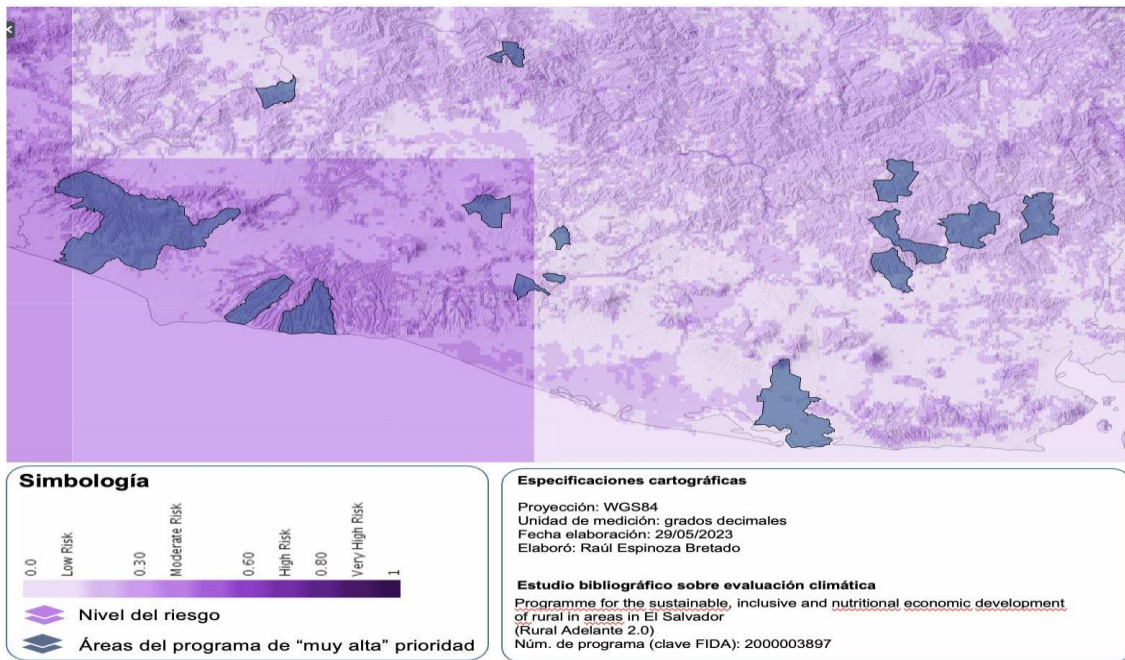 Simbología
0.0
Low Risk
0.30
Moderate Risk
0.60
High Risk
0.80
Very High Risk
1
Nivel del riesgo
Áreas del programa de “muy alta” prioridad
Especificaciones cartográficas
Proyección: WGS84
Unidad de medición: grados decimales
Fecha elaboración: 29/05/2023
Elaboró: Raúl Espinoza Bretado
Estudio bibliográfico sobre evaluación climática
Programme for the sustainable, inclusive and nutritional economic development
of rural in areas in El Salvador
(Rural Adelante 2.0)
Núm. de programa (clave FIDA): 2000003897